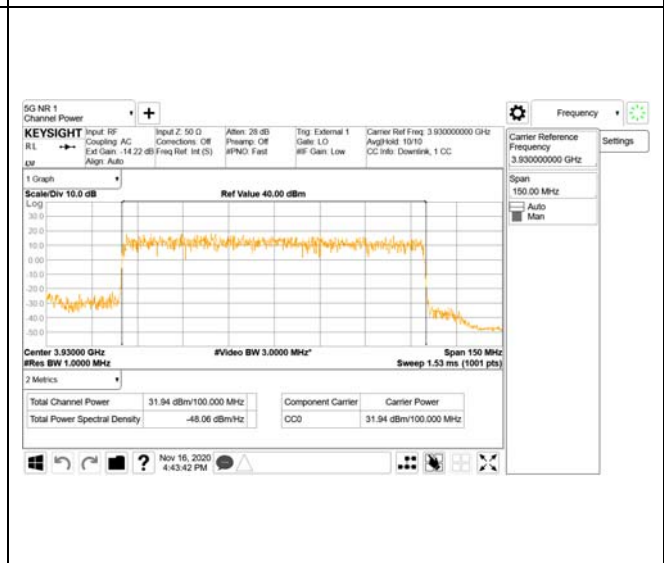 5G NR 1
Channel Power
Frequency
KEYSIGHT
RL
Input: RF
Coupling: AC
Ext Gain: -14.22 dB
Align: Auto
Input Z: 50 Ω
Corrections: Off
Freq Ref: Int (S)
Atten: 28 dB
Preamp: Off
#PNO: Fast
Trig: External 1
Gate: LO
#IF Gain: Low
Carrier Ref Freq: 3.930000000 GHz
Avg|Hold: 10/10
CC Info: Downlink, 1 CC
Carrier Reference
Frequency
3.930000000 GHz
Settings
Span
150.00 MHz
Auto
Man
1 Graph
Scale/Div 10.0 dB
Ref Value 40.00 dBm
Log
30.0
20.0
10.0
0.00
-10.0
-20.0
-30.0
-40.0
-50.0
Center 3.93000 GHz
#Video BW 3.0000 MHz*
Span 150 MHz
#Res BW 1.0000 MHz
Sweep 1.53 ms (1001 pts)
2 Metrics
Total Channel Power 31.94 dBm/100.000 MHz
Total Power Spectral Density -48.06 dBm/Hz
Component Carrier Carrier Power
CC0 31.94 dBm/100.000 MHz
?
Nov 16, 2020
4:43:42 PM